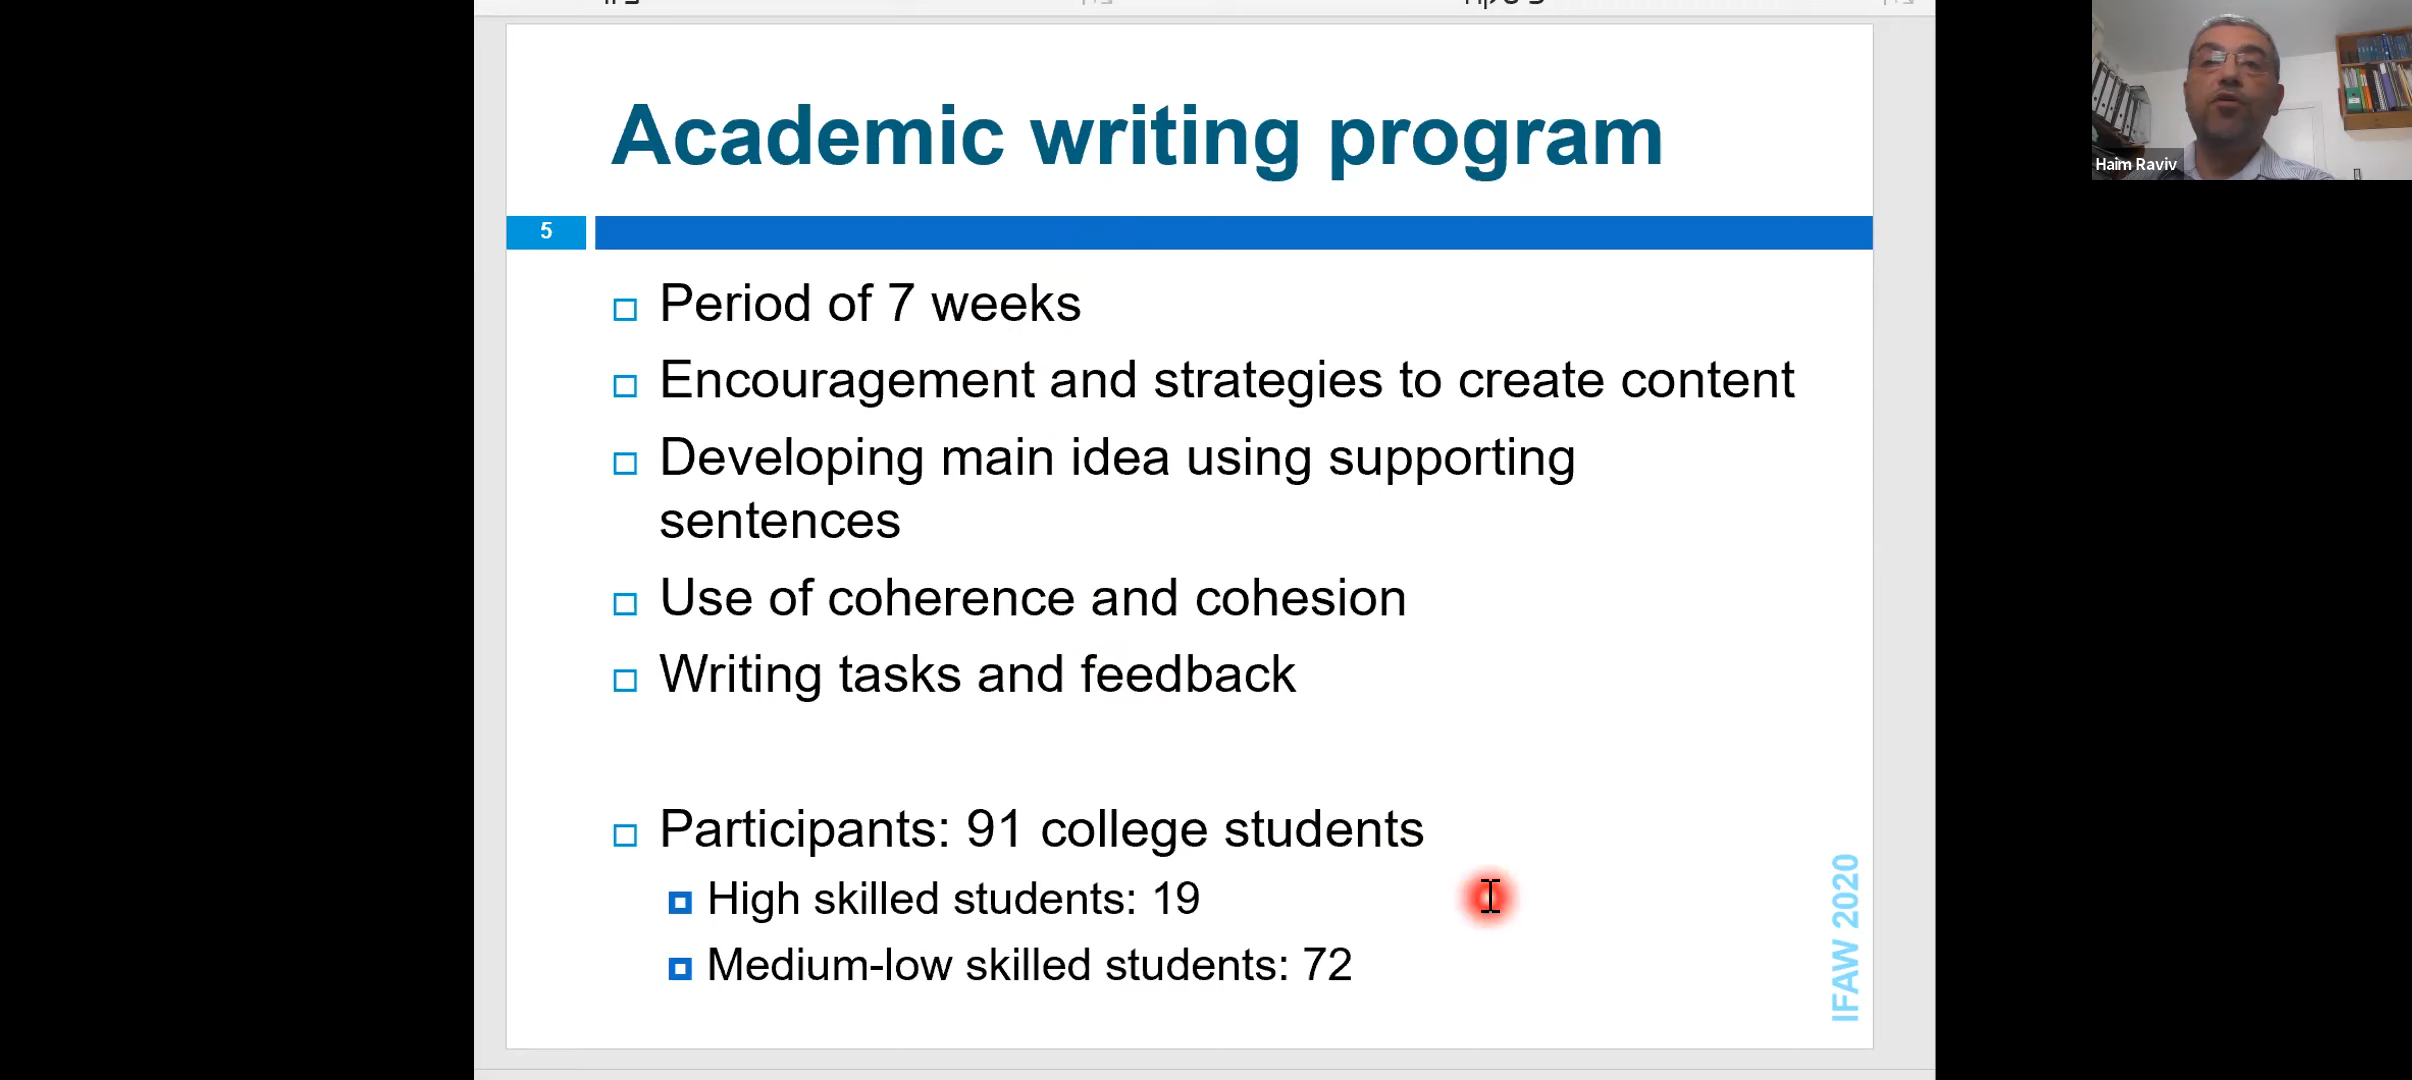 Academic writing program
5
Period of 7 weeks
Encouragement and strategies to create content
Developing main idea using supporting
sentences
Use of coherence and cohesion
Writing tasks and feedback
Participants: 91 college students
High skilled students: 19
Medium-low skilled students: 72
IFAW 2020
Haim Raviv